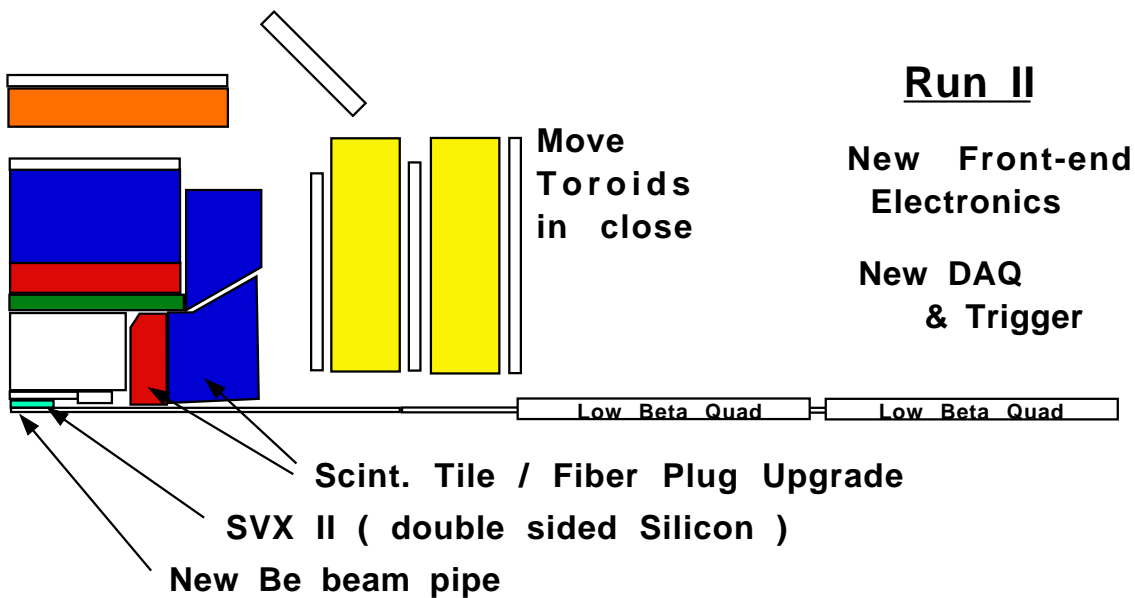 Run II
Move
Toroids
in close
New Front-end
Electronics
New DAQ
& Trigger
Low Beta Quad
Low Beta Quad
Scint. Tile / Fiber Plug Upgrade
SVX II ( double sided Silicon )
New Be beam pipe